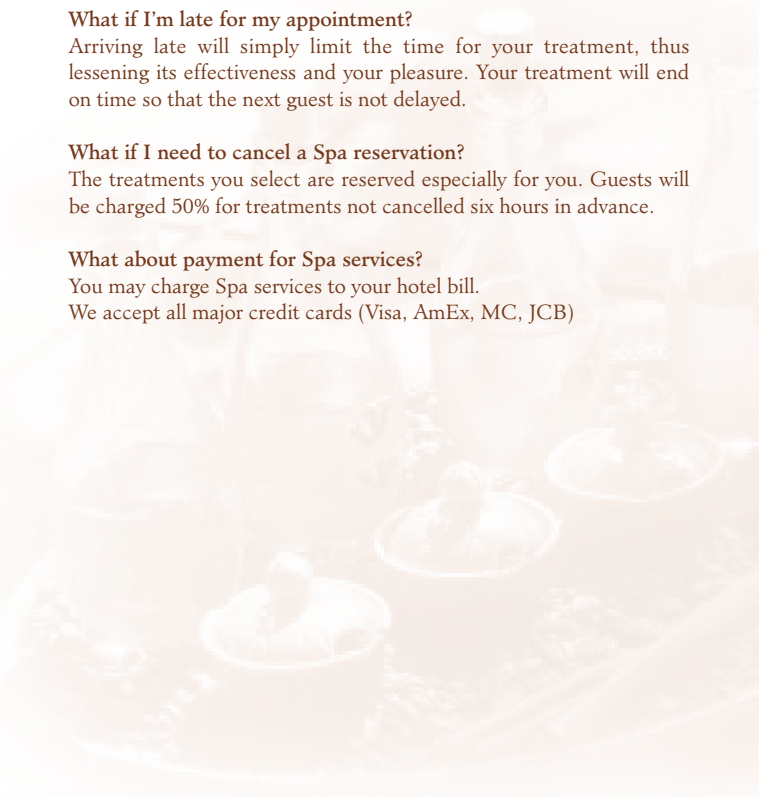 What if I’m late for my appointment?
Arriving late will simply limit the time for your treatment, thus
lessening its effectiveness and your pleasure. Your treatment will end
on time so that the next guest is not delayed.
What if I need to cancel a Spa reservation?
The treatments you select are reserved especially for you. Guests will
be charged 50% for treatments not cancelled six hours in advance.
What about payment for Spa services?
You may charge Spa services to your hotel bill.
We accept all major credit cards (Visa, AmEx, MC, JCB)